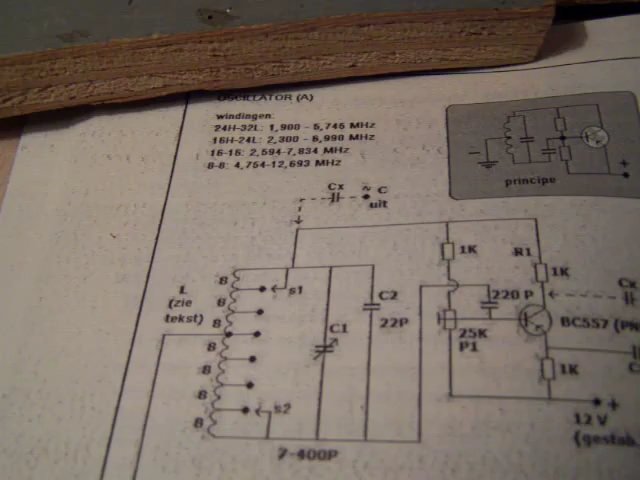 OSCILLATOR (A)
windingen:
24H-32L: 1,900 - 5,745 MHz
16H-24L: 2,300 - 6,990 MHz
16-16: 2,594-7,834 MHz
8-8: 4,754-12,693 MHz
principe
Cx
~ C
uit
1K
R1
1K
Cx
L
(zie
tekst)
8
8
8
8
8
8
s1
s2
C1
C2
22P
220 P
25K
P1
BC557 (PN
1K
C
12 V
(gestab.
7-400P